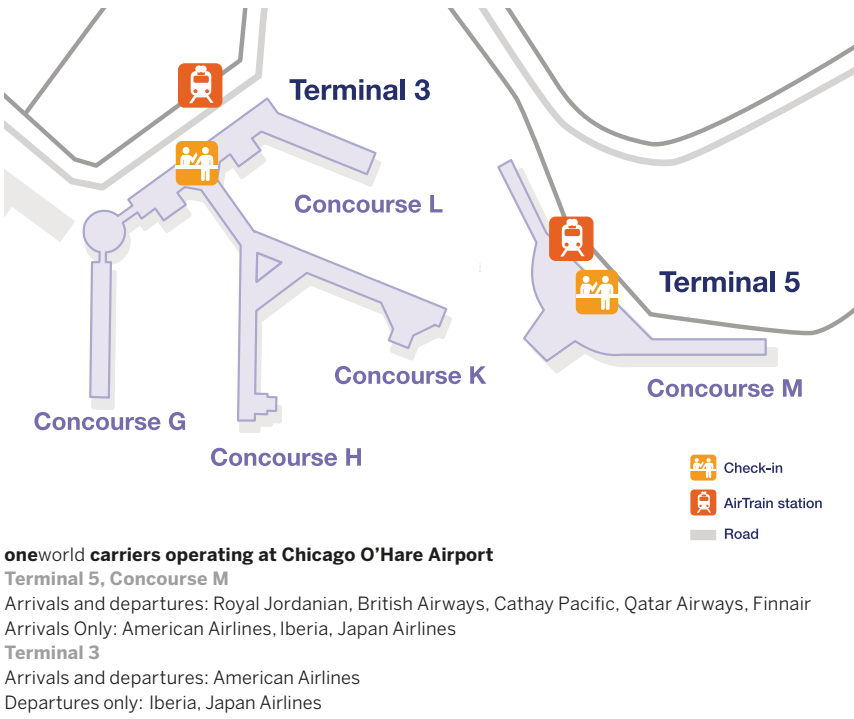 Terminal 3
Concourse L
Terminal 5
Concourse K
Concourse M
Concourse G
Concourse H
Check-in
AirTrain station
Road
oneworld carriers operating at Chicago O'Hare Airport
Terminal 5, Concourse M
Arrivals and departures: Royal Jordanian, British Airways, Cathay Pacific, Qatar Airways, Finnair
Arrivals Only: American Airlines, Iberia, Japan Airlines
Terminal 3
Arrivals and departures: American Airlines
Departures only: Iberia, Japan Airlines